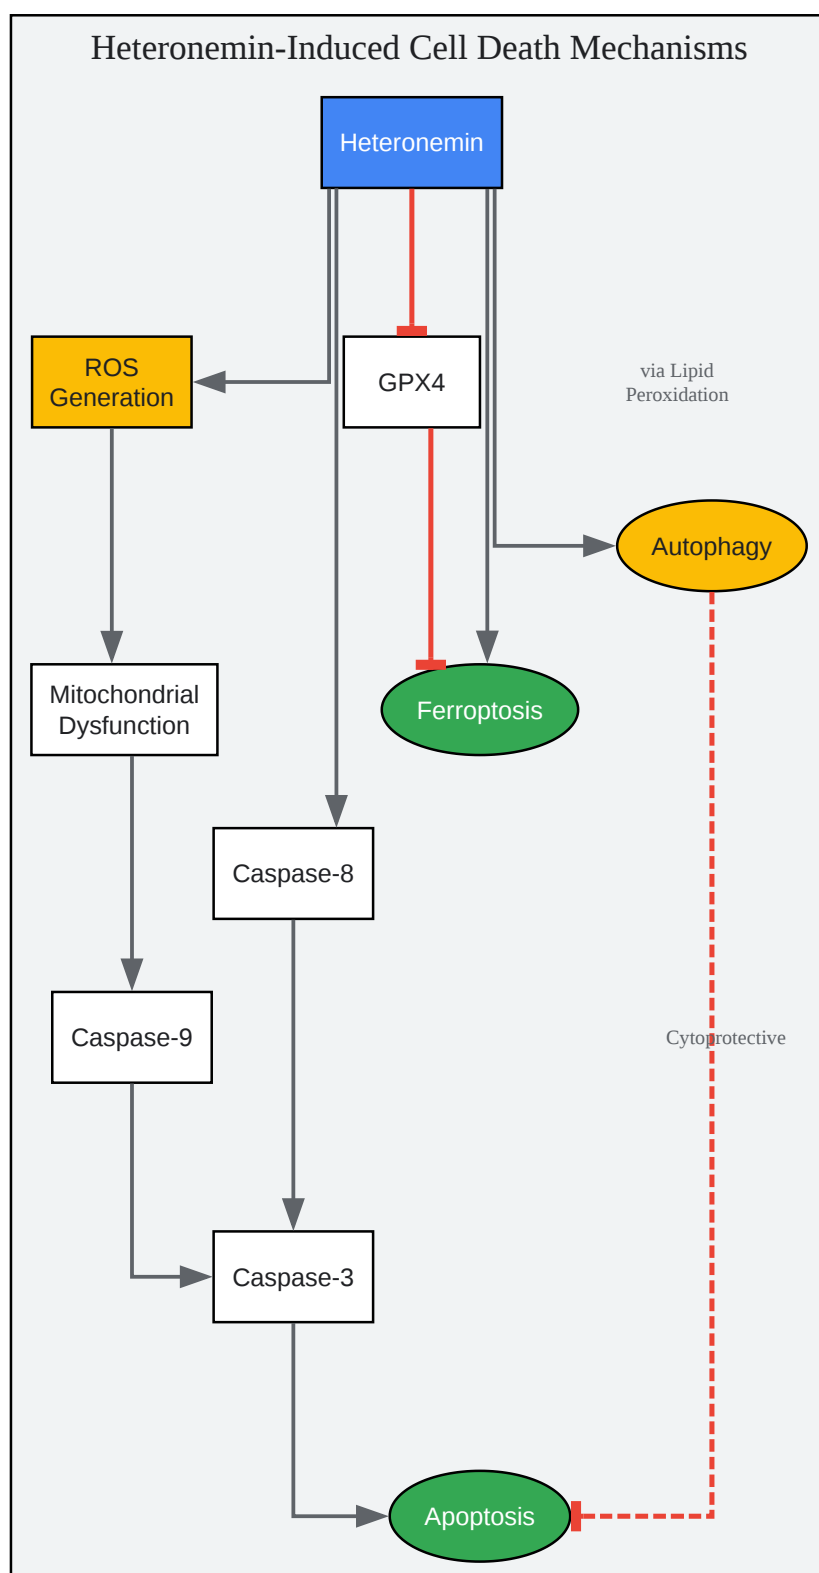 Heteronemin-Induced Cell Death Mechanisms
Heteronemin
ROS
Generation
GPX4
via Lipid
Peroxidation
Autophagy
Mitochondrial
Dysfunction
Ferroptosis
Caspase-8
Caspase-9
Cytoprotective
Caspase-3
Apoptosis